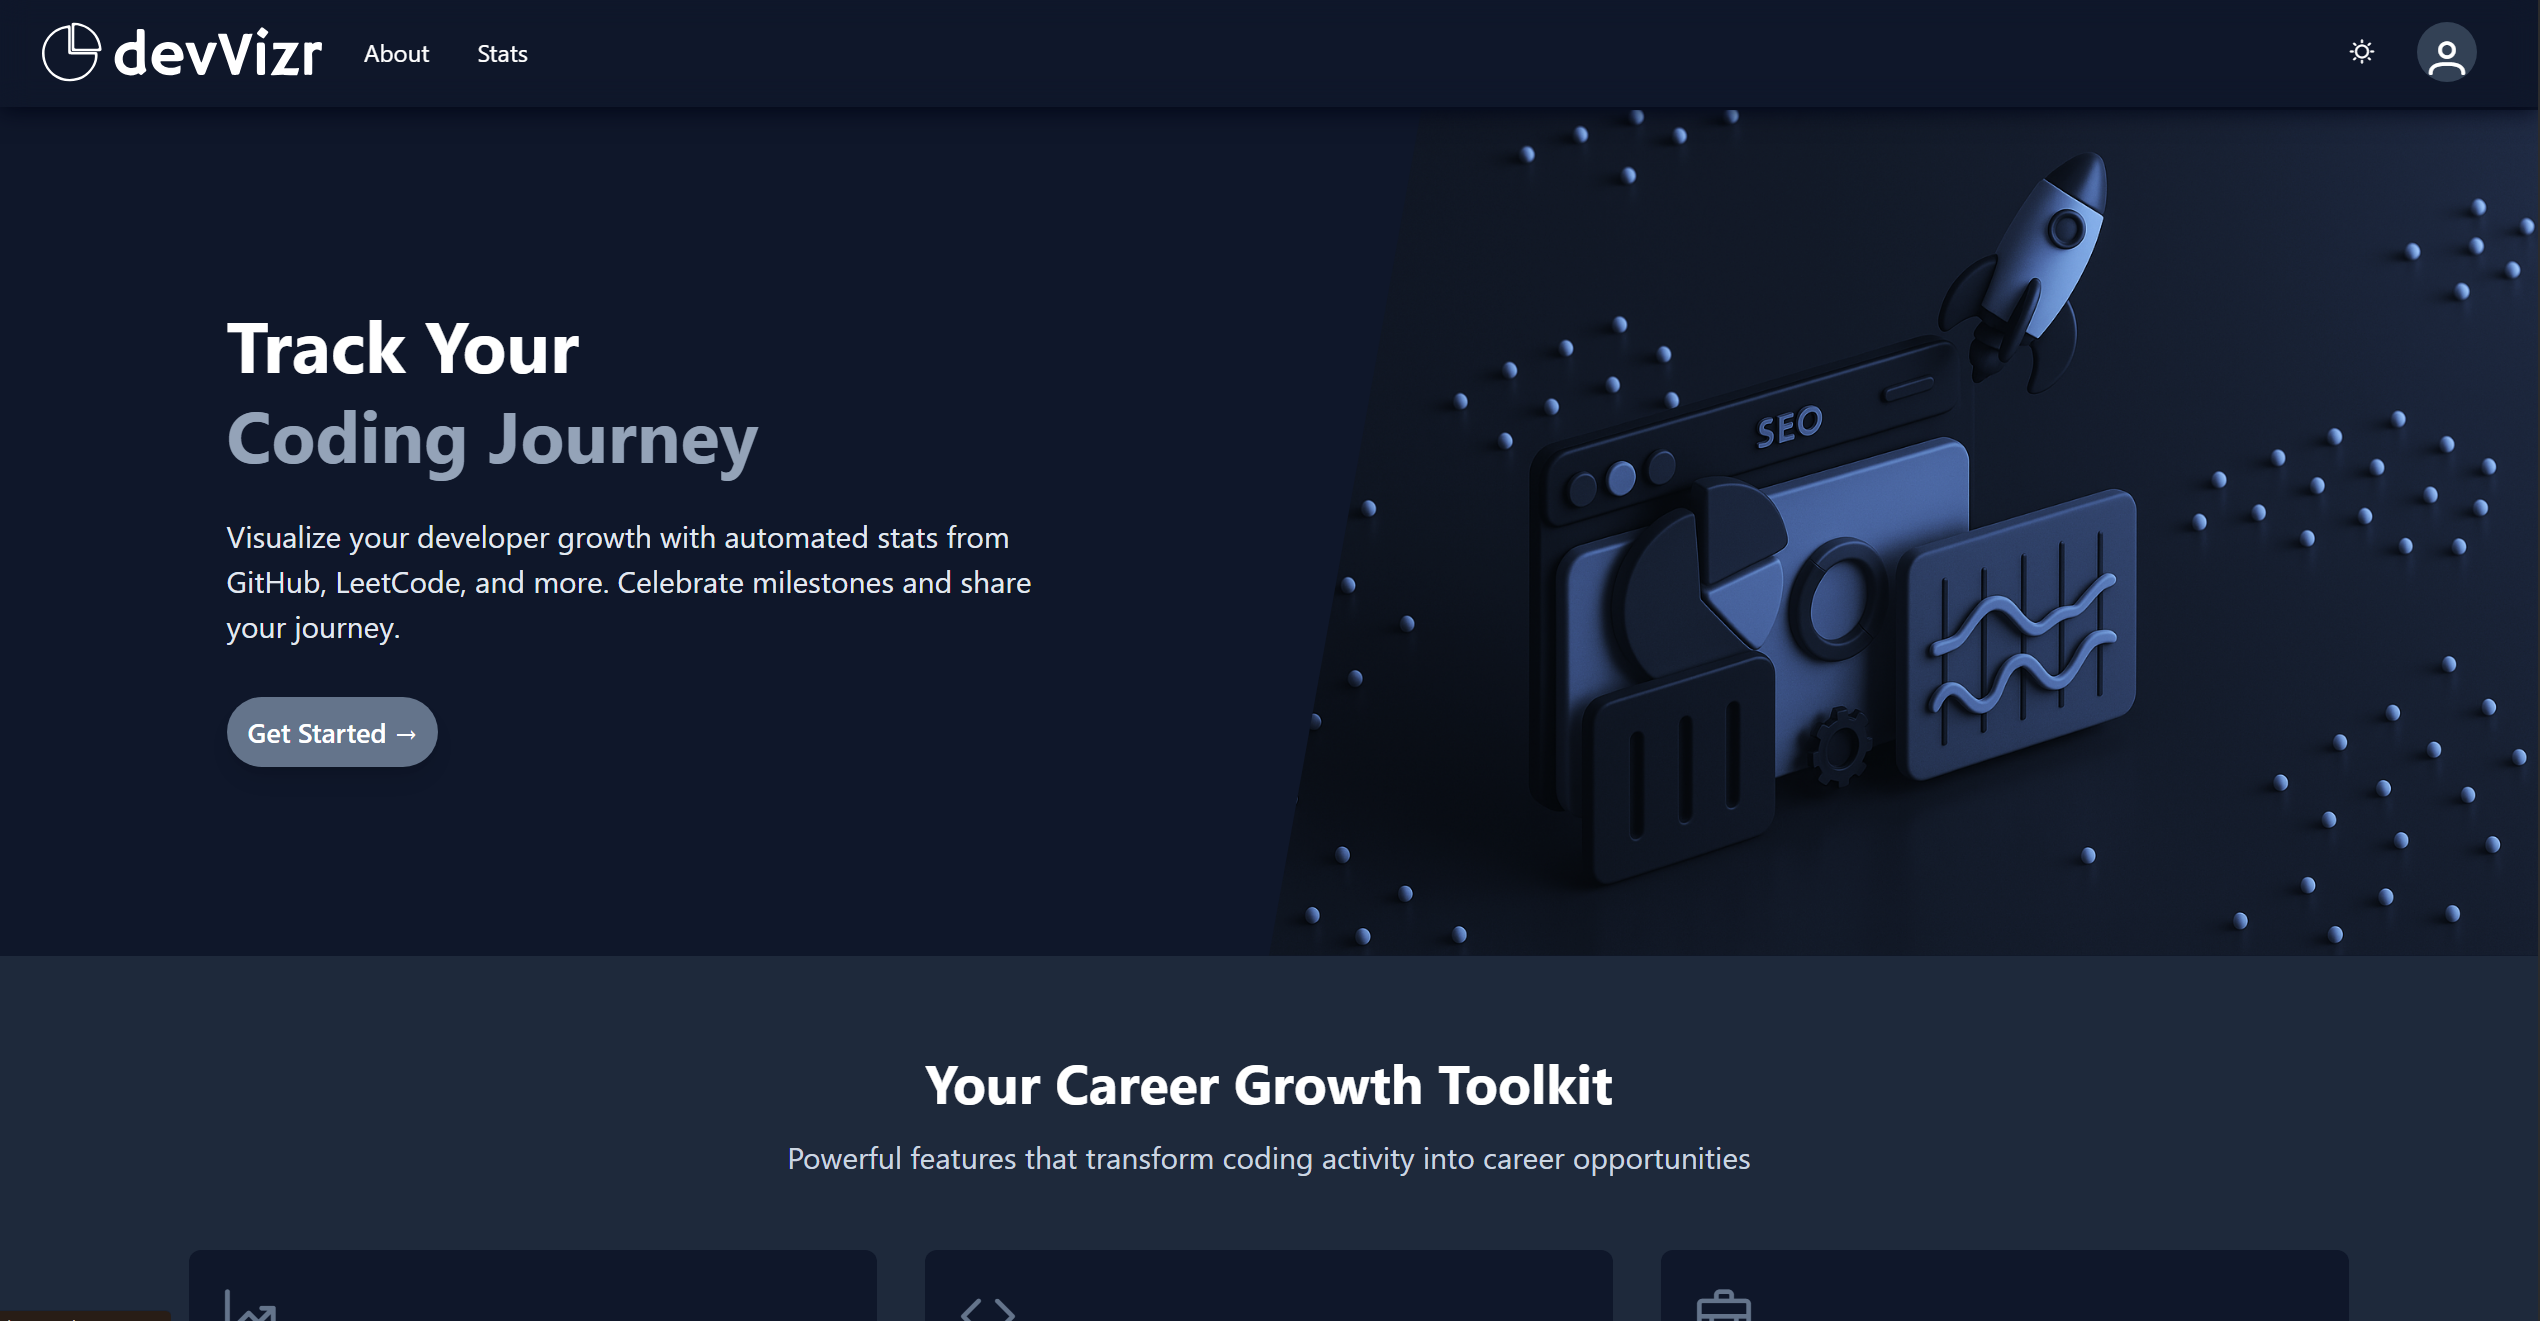 devVizr
About
Stats
Track Your
Coding Journey
Visualize your developer growth with automated stats from
GitHub, LeetCode, and more. Celebrate milestones and share
your journey.
Get Started →
SEO
Your Career Growth Toolkit
Powerful features that transform coding activity into career opportunities